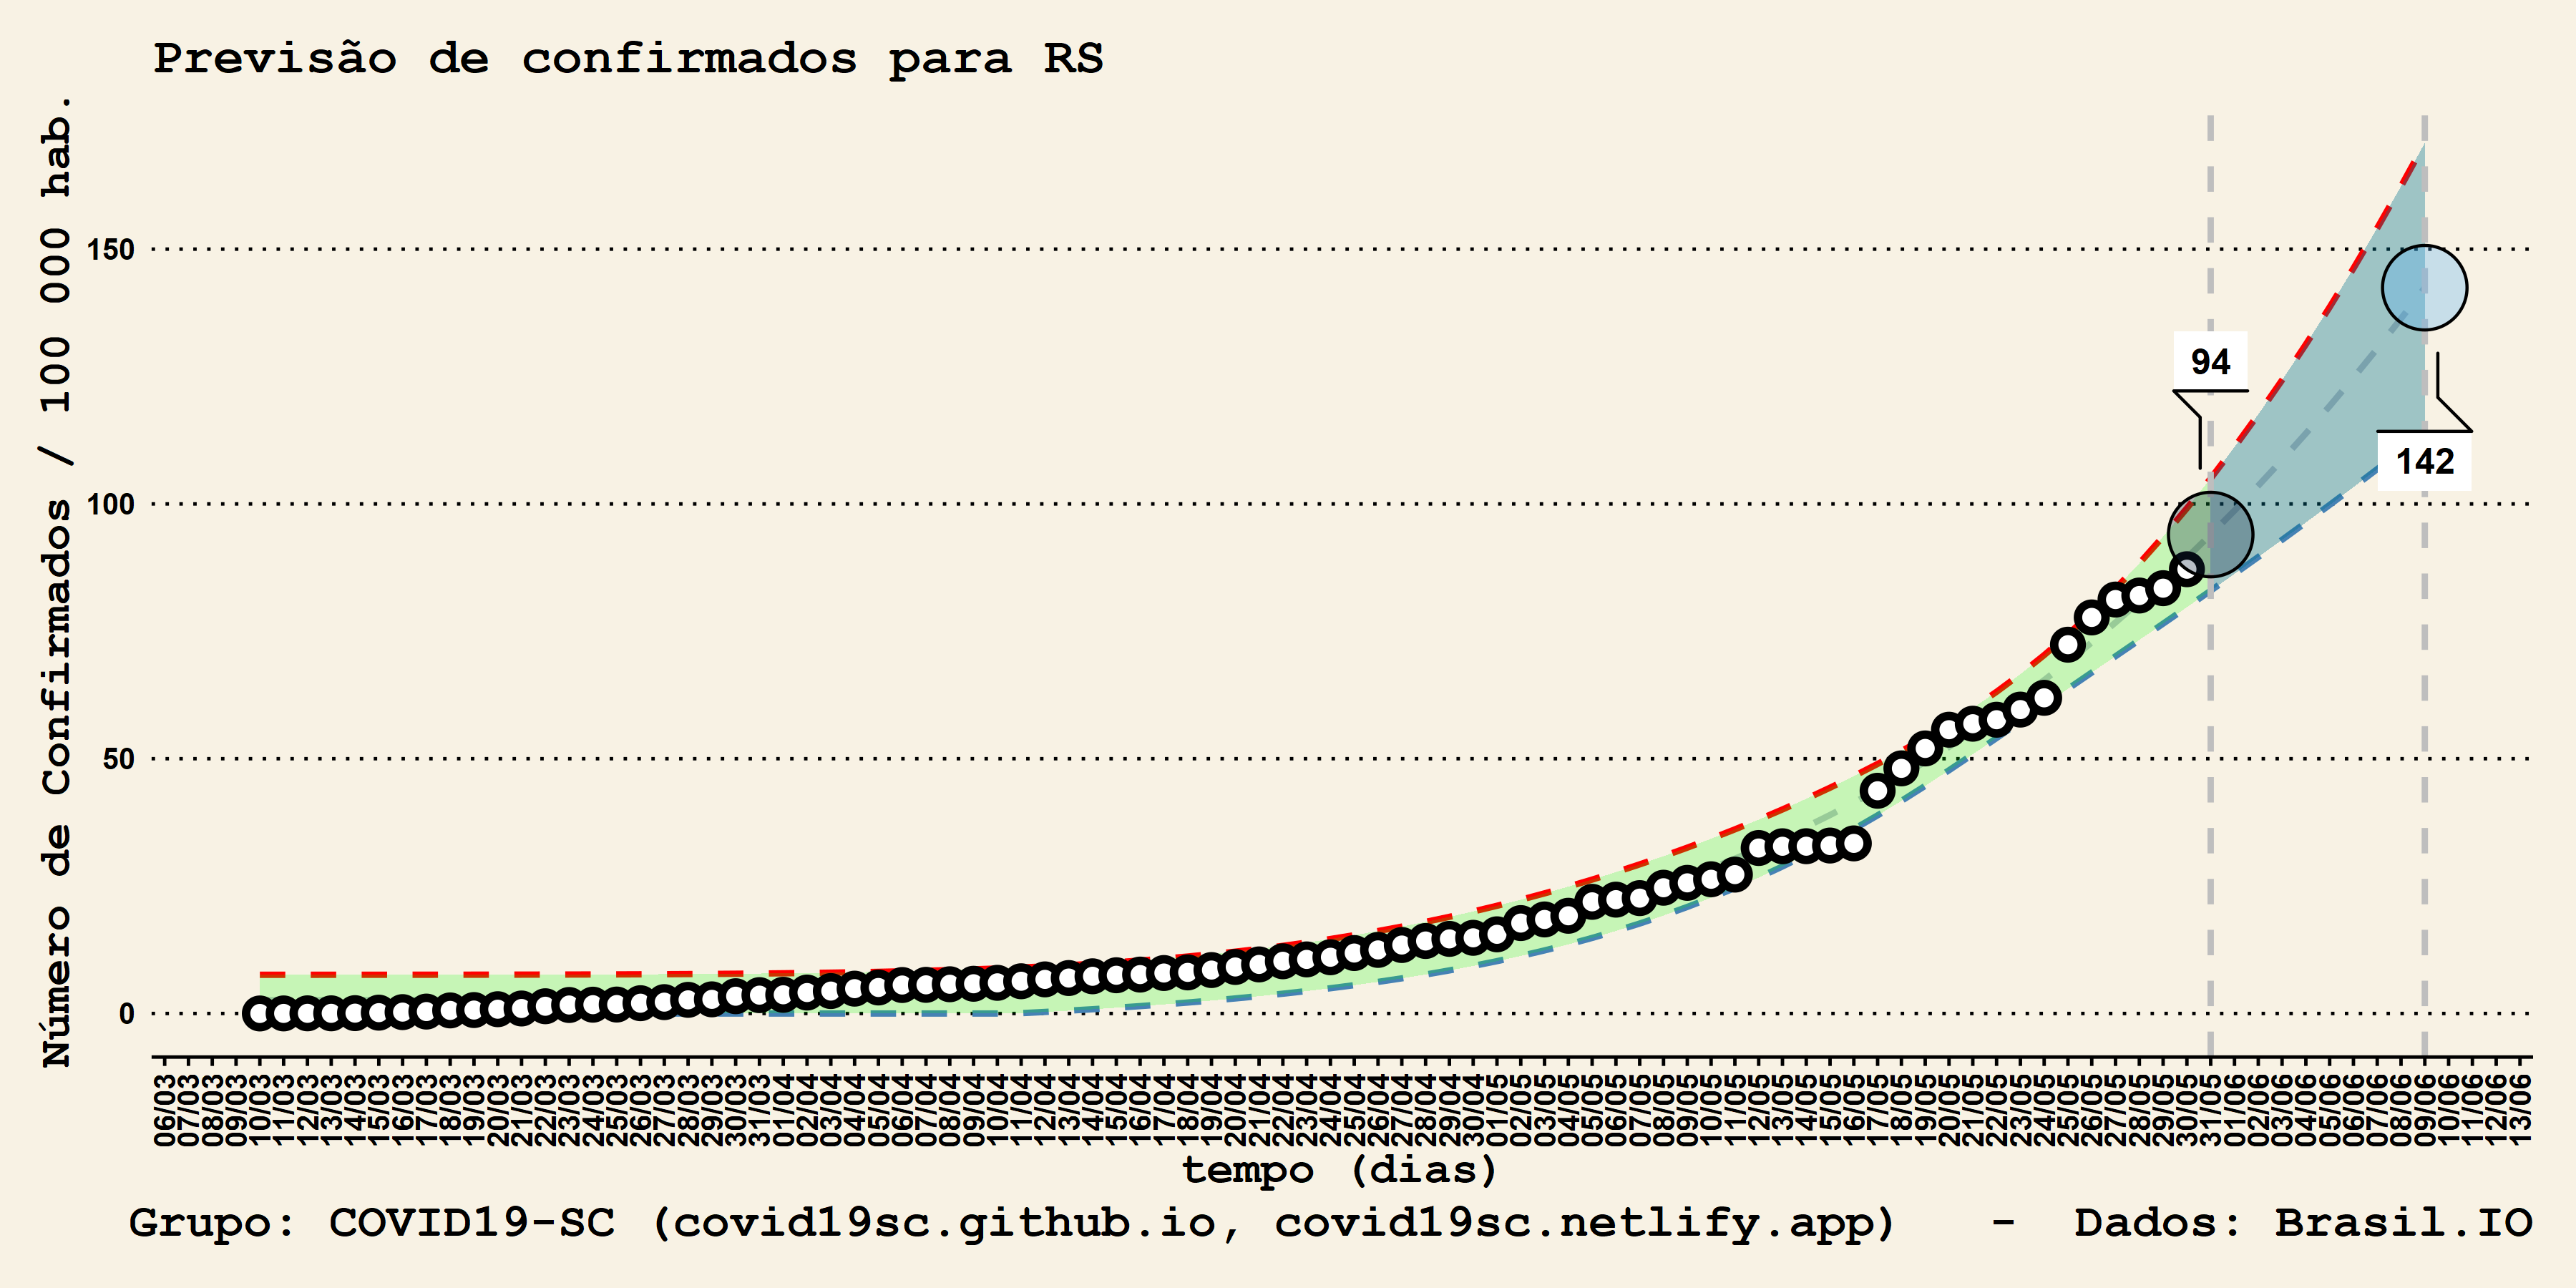 Previsão de confirmados para RS
Número de Confirmados / 100 000 hab.
150
100
50
0
94
142
06/03 07/03 08/03 09/03 10/03 11/03 12/03 13/03 14/03 15/03 16/03 17/03 18/03 19/03 20/03 21/03 22/03 23/03 24/03 25/03 26/03 27/03 28/03 29/03 30/03 31/03 01/04 02/04 03/04 04/04 05/04 06/04 07/04 08/04 09/04 10/04 11/04 12/04 13/04 14/04 15/04 16/04 17/04 18/04 19/04 20/04 21/04 22/04 23/04 24/04 25/04 26/04 27/04 28/04 29/04 30/04 01/05 02/05 03/05 04/05 05/05 06/05 07/05 08/05 09/05 10/05 11/05 12/05 13/05 14/05 15/05 16/05 17/05 18/05 19/05 20/05 21/05 22/05 23/05 24/05 25/05 26/05 27/05 28/05 29/05 30/05 31/05 01/06 02/06 03/06 04/06 05/06 06/06 07/06 08/06 09/06 10/06 11/06 12/06 13/06
tempo (dias)
Grupo: COVID19-SC (covid19sc.github.io, covid19sc.netlify.app) - Dados: Brasil.IO